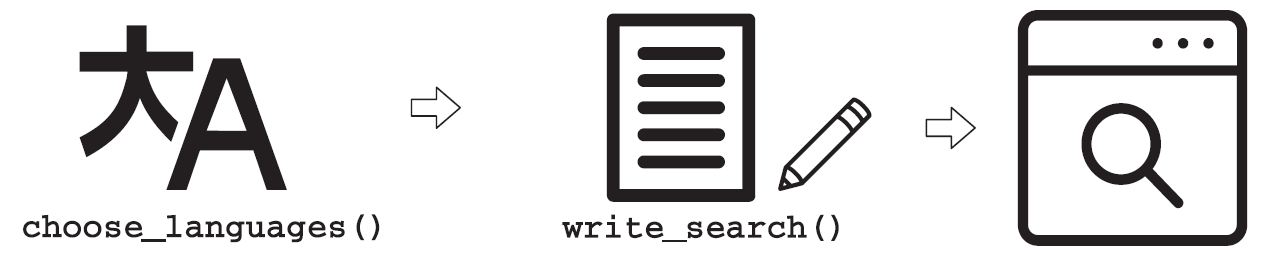 大A
choose_languages()
write_search()